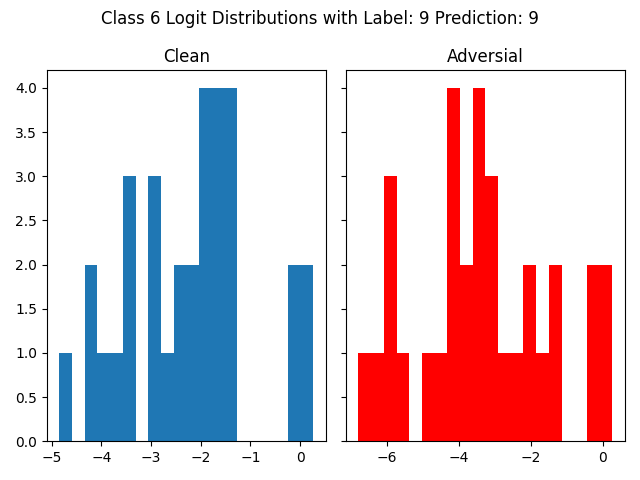 Class 6 Logit Distributions with Label: 9 Prediction: 9
Clean
Adversial
4.0
3.5
3.0
2.5
2.0
1.5
1.0
0.5
0.0
−5 −4 −3 −2 −1 0
−6 −4 −2 0